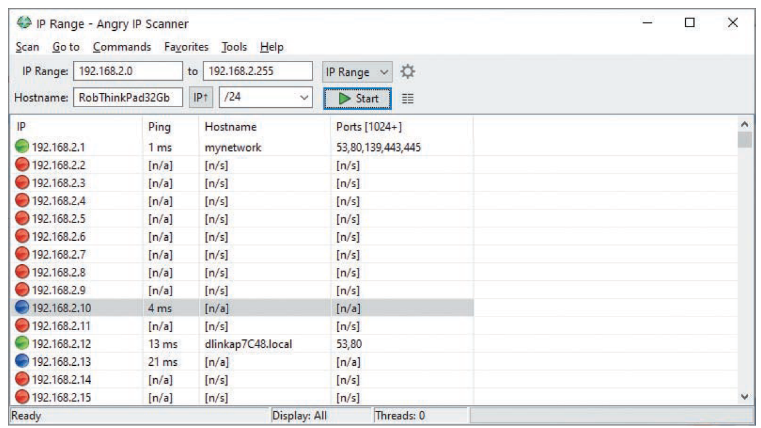 IP Range - Angry IP Scanner
Scan Go to Commands Favorites Tools Help
IP Range: 192.168.2.0 to 192.168.2.255 IP Range
Hostname: RobThinkPad32Gb IP↑ /24 Start
IP Ping Hostname Ports [1024+]
192.168.2.1 1 ms mynetwork 53,80,139,443,445
192.168.2.2 [n/a] [n/s] [n/s]
192.168.2.3 [n/a] [n/s] [n/s]
192.168.2.4 [n/a] [n/s] [n/s]
192.168.2.5 [n/a] [n/s] [n/s]
192.168.2.6 [n/a] [n/s] [n/s]
192.168.2.7 [n/a] [n/s] [n/s]
192.168.2.8 [n/a] [n/s] [n/s]
192.168.2.9 [n/a] [n/s] [n/s]
192.168.2.10 4 ms [n/a] [n/a]
192.168.2.11 [n/a] [n/s] [n/s]
192.168.2.12 13 ms dlinkap7C48.local 53,80
192.168.2.13 21 ms [n/a] [n/a]
192.168.2.14 [n/a] [n/s] [n/s]
192.168.2.15 [n/a] [n/s] [n/s]
Ready Display: All Threads: 0